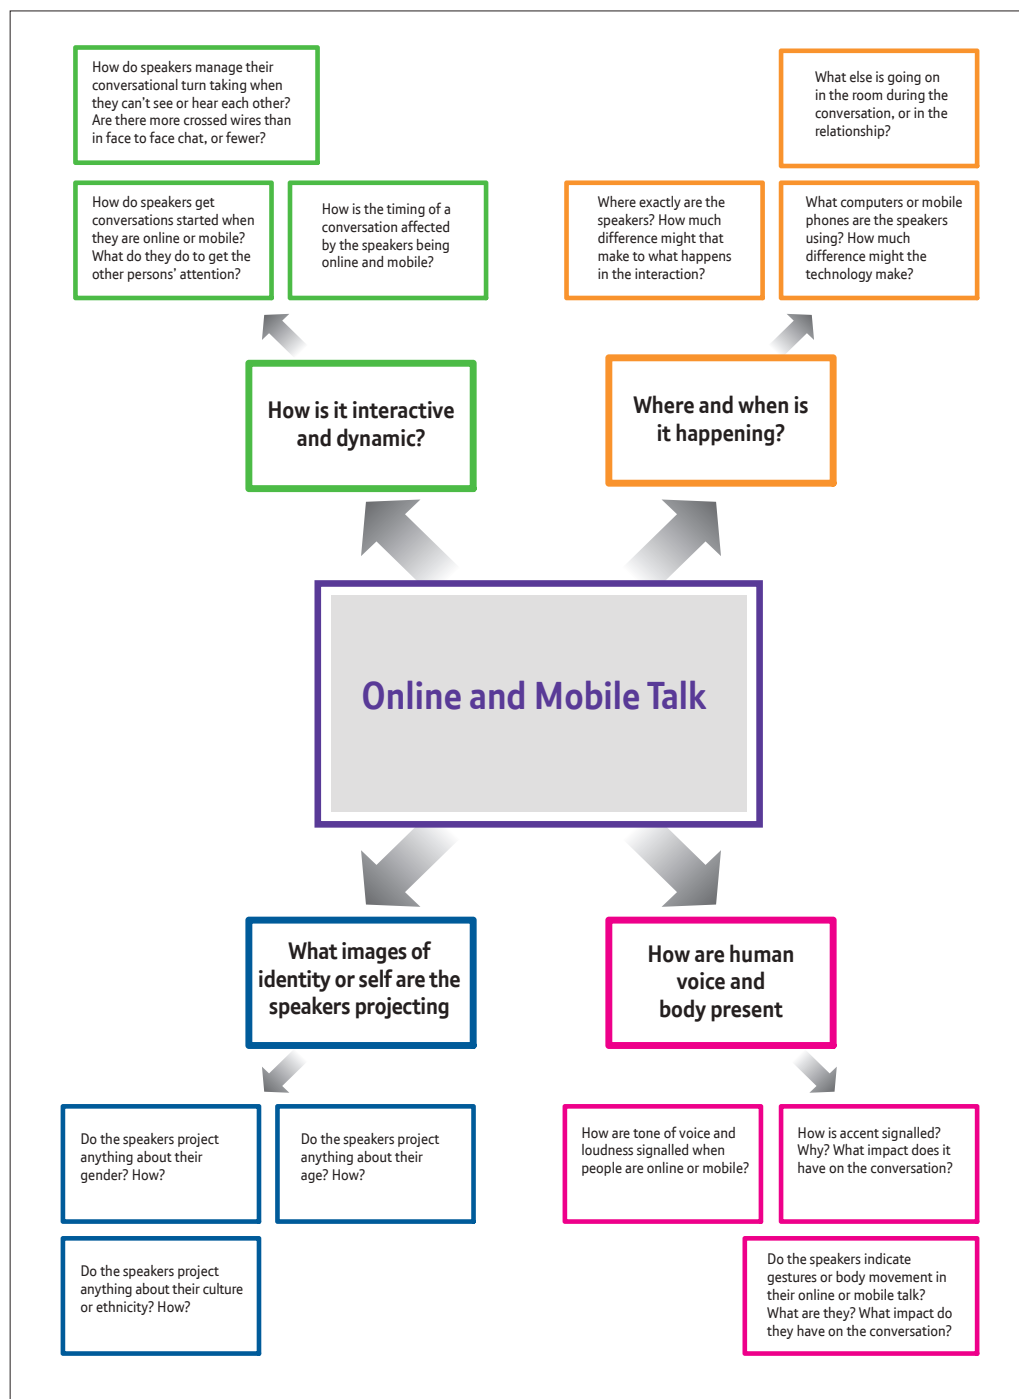 How do speakers manage their
conversational turn taking when
they can't see or hear each other?
Are there more crossed wires than
in face to face chat, or fewer?
What else is going on
in the room during the
conversation, or in the
relationship?
How do speakers get
conversations started when
they are online or mobile?
What do they do to get the
other persons' attention?
How is the timing of a
conversation affected
by the speakers being
online and mobile?
Where exactly are the
speakers? How much
difference might that
make to what happens
in the interaction?
What computers or mobile
phones are the speakers
using? How much
difference might the
technology make?
How is it interactive
and dynamic?
Where and when is
it happening?
Online and Mobile Talk
What images of
identity or self are the
speakers projecting
How are human
voice and
body present
Do the speakers project
anything about their
gender? How?
Do the speakers project
anything about their
age? How?
How are tone of voice and
loudness signalled when
people are online or mobile?
How is accent signalled?
Why? What impact does it
have on the conversation?
Do the speakers project
anything about their culture
or ethnicity? How?
Do the speakers indicate
gestures or body movement in
their online or mobile talk?
What are they? What impact do
they have on the conversation?